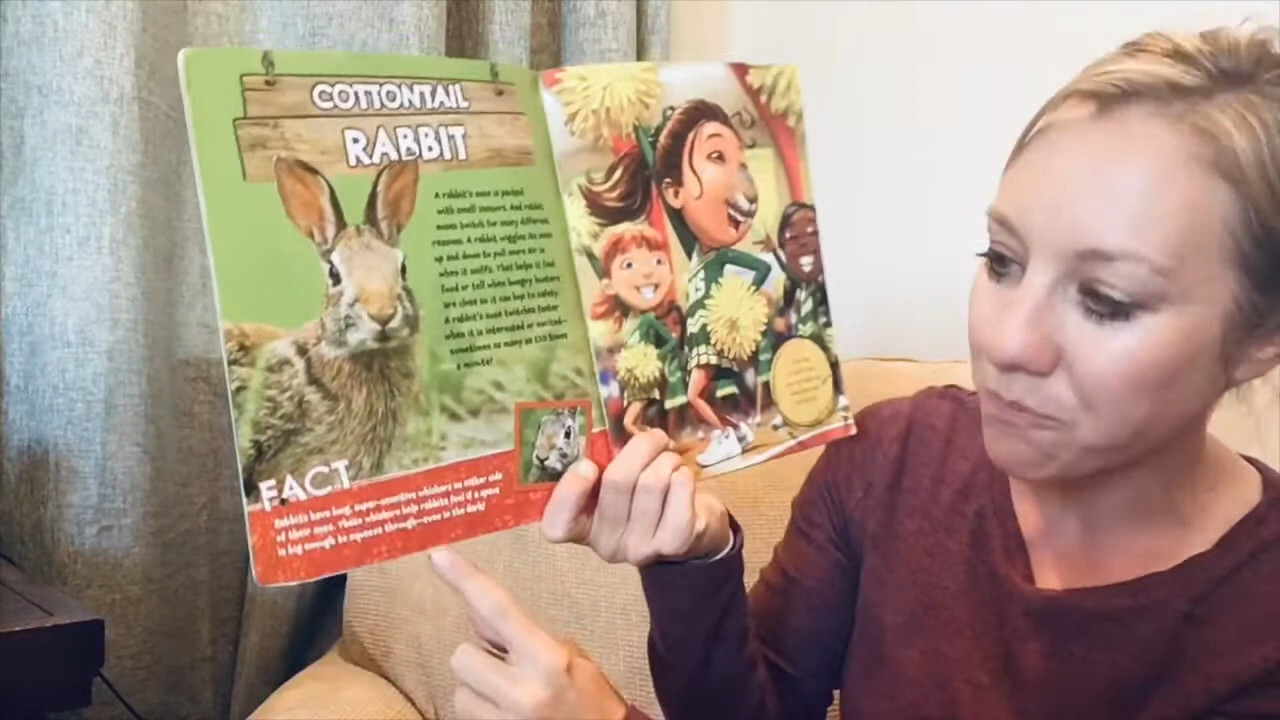 COTTONTAIL
RABBIT
A rabbit's nose is packed
with small sensors. And rabbit
noses twitch for many different
reasons. A rabbit wiggles its nose
up and down to pull more air in
when it sniffs. That helps it find
food or tell when hungry hunters
are close so it can hop to safety.
A rabbit's nose twitches faster
when it is interested or excited—
sometimes as many as 120 times
a minute!
FACT
Rabbits have long, super-sensitive whiskers on either side
of their noses. These whiskers help rabbits feel if a space
is big enough to squeeze through—even in the dark!